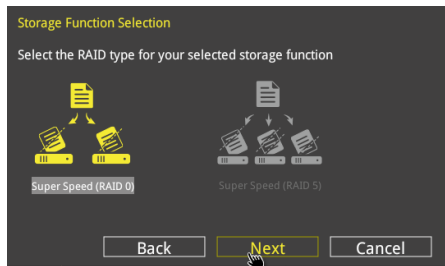 Storage Function Selection
Select the RAID type for your selected storage function
Super Speed (RAID 0)
Super Speed (RAID 5)
Back
Next
Cancel